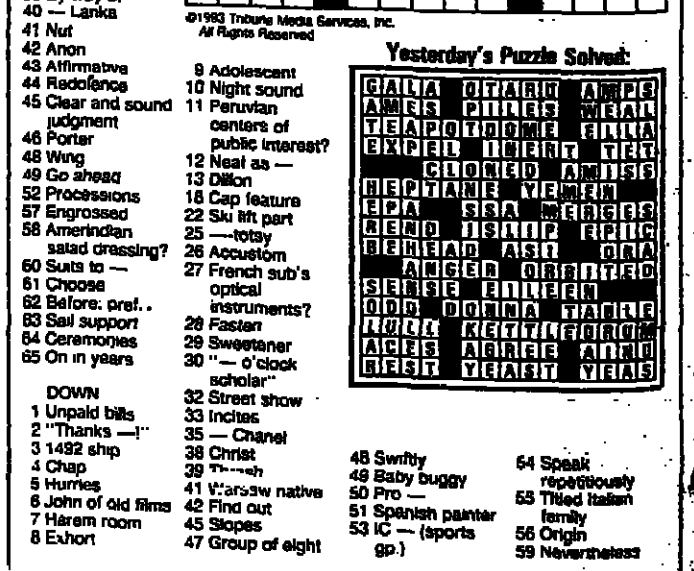 40 — Lanka
41 Nut
42 Anon
43 Affirmative
44 Redolence
45 Clear and sound
judgment
46 Porter
48 Wing
49 Go ahead
52 Processions
57 Engrossed
58 Amerindian
salad dressing?
60 Suits to —
61 Choose
62 Before: pref.
63 Sail support
64 Ceremonies
65 On in years
DOWN
1 Unpaid bills
2 "Thanks —!"
3 1492 ship
4 Chap
5 Hurries
6 John of old films
7 Harem room
8 Exhort
©1993 Tribune Media Services, Inc.
All Rights Reserved
9 Adolescent
10 Night sound
11 Peruvian
centers of
public interest?
12 Neat as —
13 Dillon
18 Cap feature
22 Ski lift part
25 —-totsy
26 Accustom
27 French sub's
optical
instruments?
28 Fasten
29 Sweetener
30 "— o'clock
scholar"
32 Street show
33 Incites
35 — Chanel
38 Christ
39
41 Warsaw native
42 Find out
45 Slopes
47 Group of eight
Yesterday's Puzzle Solved:
GALA OTARU AMPS
AMES PILES WEAL
TEAPOTDOME ELLA
EXPEL INERT TET
CLONED AMISS
HEPTANE YEMEN
EPA SSA MERGES
REND ISLIP EPIC
BEHEAD ASI ORA
ANGER ORBITED
SENSE EILEEN
ODD DONNA TABLE
LULL KETTLEDRUM
ACES AGREE AIND
REST YEAST YEAS
48 Swiftly
49 Baby buggy
50 Pro —
51 Spanish painter
53 IC — (sports
gp.)
54 Speak
repetitiously
55 Titled Italian
family
56 Origin
59 Nevertheless